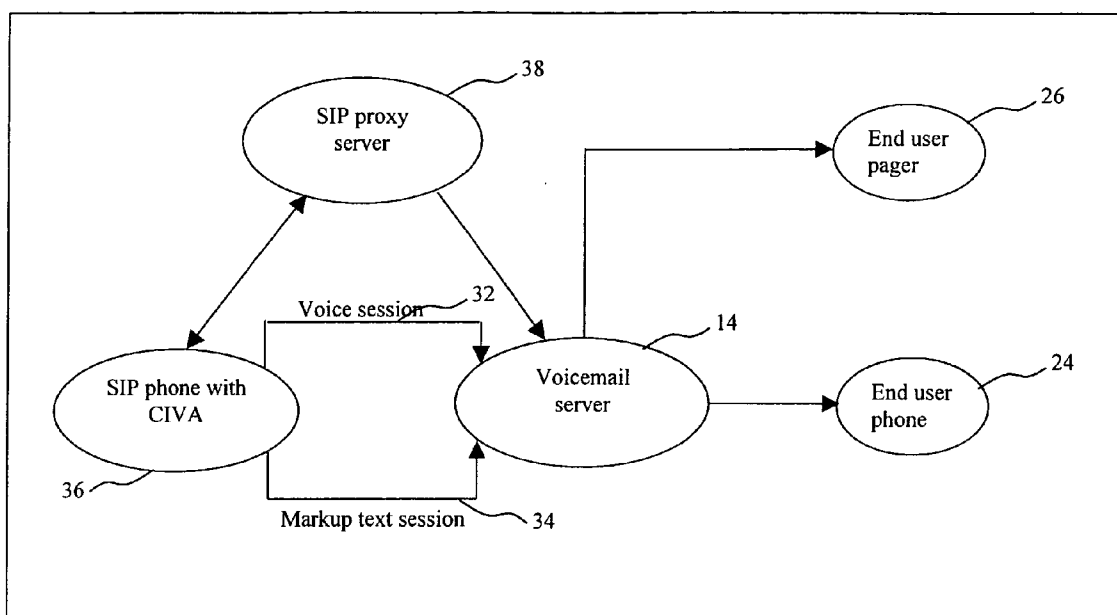 38
SIP proxy
server
26
End user
pager
Voice session
32
14
SIP phone with
CIVA
Voicemail
server
24
End user
phone
36
Markup text session
34